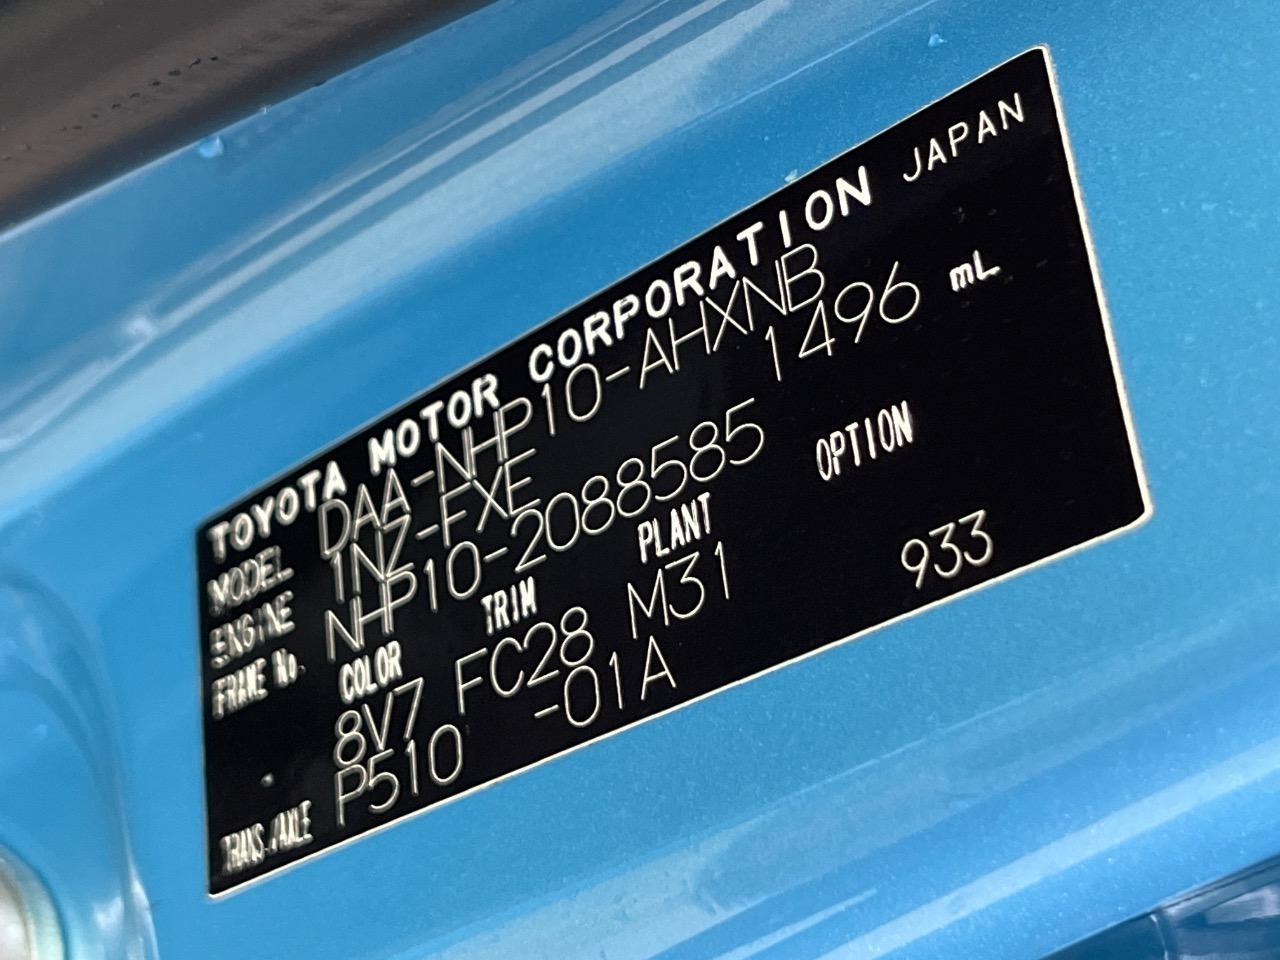 TOYOTA MOTOR CORPORATION JAPAN
MODEL DAA-NHP10-AHXNB
ENGINE 1NZ-FXE 1496 mL
FRAME No. NHP10-2088585
COLOR TRIM PLANT OPTION
8V7 FC28 M31 933
TRANS./AXLE P510 -01A